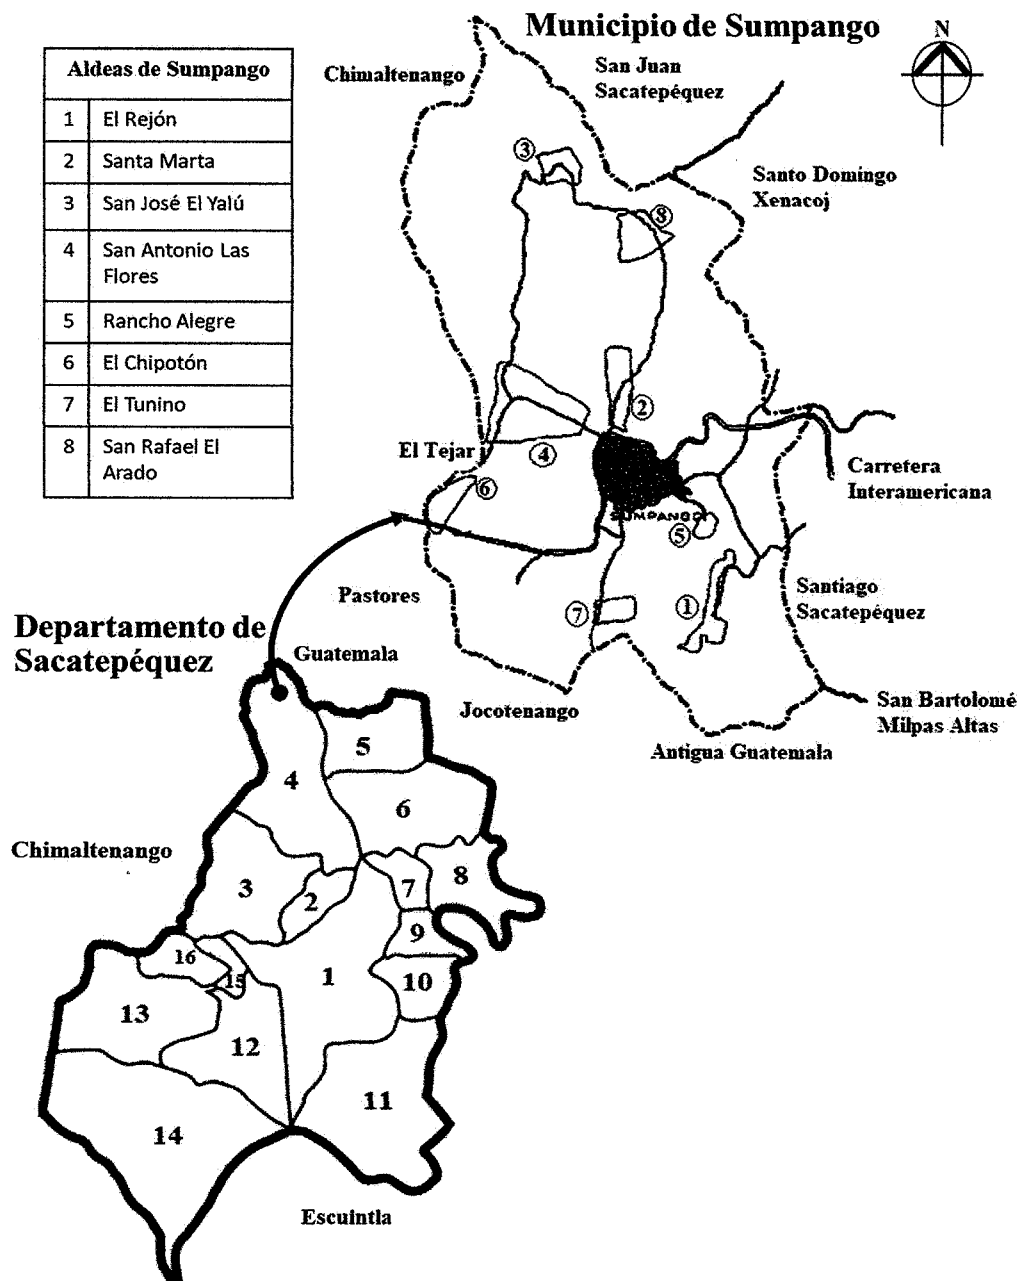 Municipio de Sumpango
N
Aldeas de Sumpango
1 El Rejón
2 Santa Marta
3 San José El Yalú
4 San Antonio Las
Flores
5 Rancho Alegre
6 El Chipotón
7 El Tunino
8 San Rafael El
Arado
Chimaltenango
San Juan
Sacatepéquez
Santo Domingo
Xenacoj
3
8
2
4
El Tejar
6
Carretera
Interamericana
SUMPANGO
5
Pastores
7
1
Santiago
Sacatepéquez
Jocotenango
San Bartolomé
Milpas Altas
Antigua Guatemala
Departamento de
Sacatepéquez
Guatemala
5
4
6
Chimaltenango
3
2
7
8
9
16
15
1
10
13
12
11
14
Escuintla